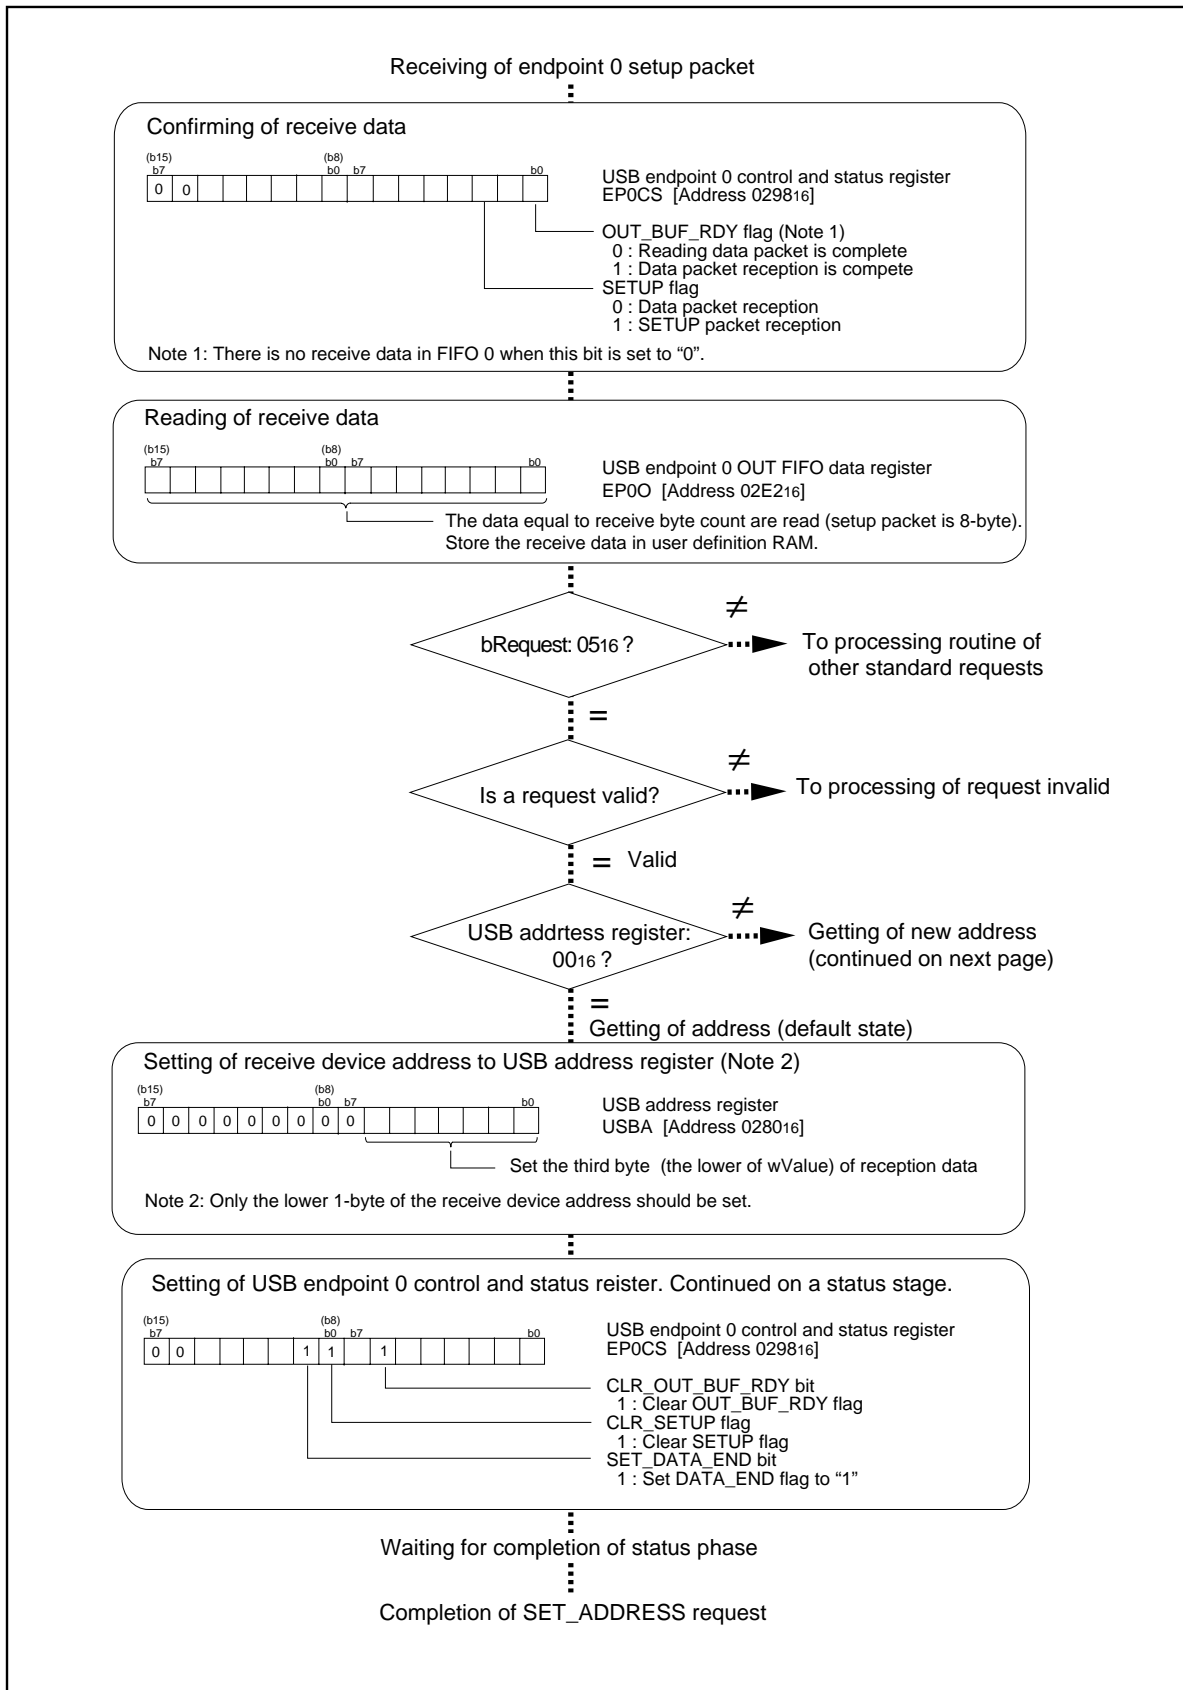 Receiving of endpoint 0 setup packet
Confirming of receive data
(b15) (b8)
b7 b0 b7 b0
0 0
USB endpoint 0 control and status register
EP0CS [Address 029816]
OUT_BUF_RDY flag (Note 1)
0 : Reading data packet is complete
1 : Data packet reception is compete
SETUP flag
0 : Data packet reception
1 : SETUP packet reception
Note 1: There is no receive data in FIFO 0 when this bit is set to “0”.
Reading of receive data
(b15) (b8)
b7 b0 b7 b0
USB endpoint 0 OUT FIFO data register
EP0O [Address 02E216]
The data equal to receive byte count are read (setup packet is 8-byte).
Store the receive data in user definition RAM.
≠
bRequest: 0516 ?
To processing routine of
other standard requests
=
≠
Is a request valid?
To processing of request invalid
= Valid
≠
USB addrtess register:
0016 ?
Getting of new address
(continued on next page)
=
Getting of address (default state)
Setting of receive device address to USB address register (Note 2)
(b15) (b8)
b7 b0 b7 b0
0 0 0 0 0 0 0 0 0
USB address register
USBA [Address 028016]
Set the third byte (the lower of wValue) of reception data
Note 2: Only the lower 1-byte of the receive device address should be set.
Setting of USB endpoint 0 control and status reister. Continued on a status stage.
(b15) (b8)
b7 b0 b7 b0
0 0 1 1 1
USB endpoint 0 control and status register
EP0CS [Address 029816]
CLR_OUT_BUF_RDY bit
1 : Clear OUT_BUF_RDY flag
CLR_SETUP flag
1 : Clear SETUP flag
SET_DATA_END bit
1 : Set DATA_END flag to “1”
Waiting for completion of status phase
Completion of SET_ADDRESS request